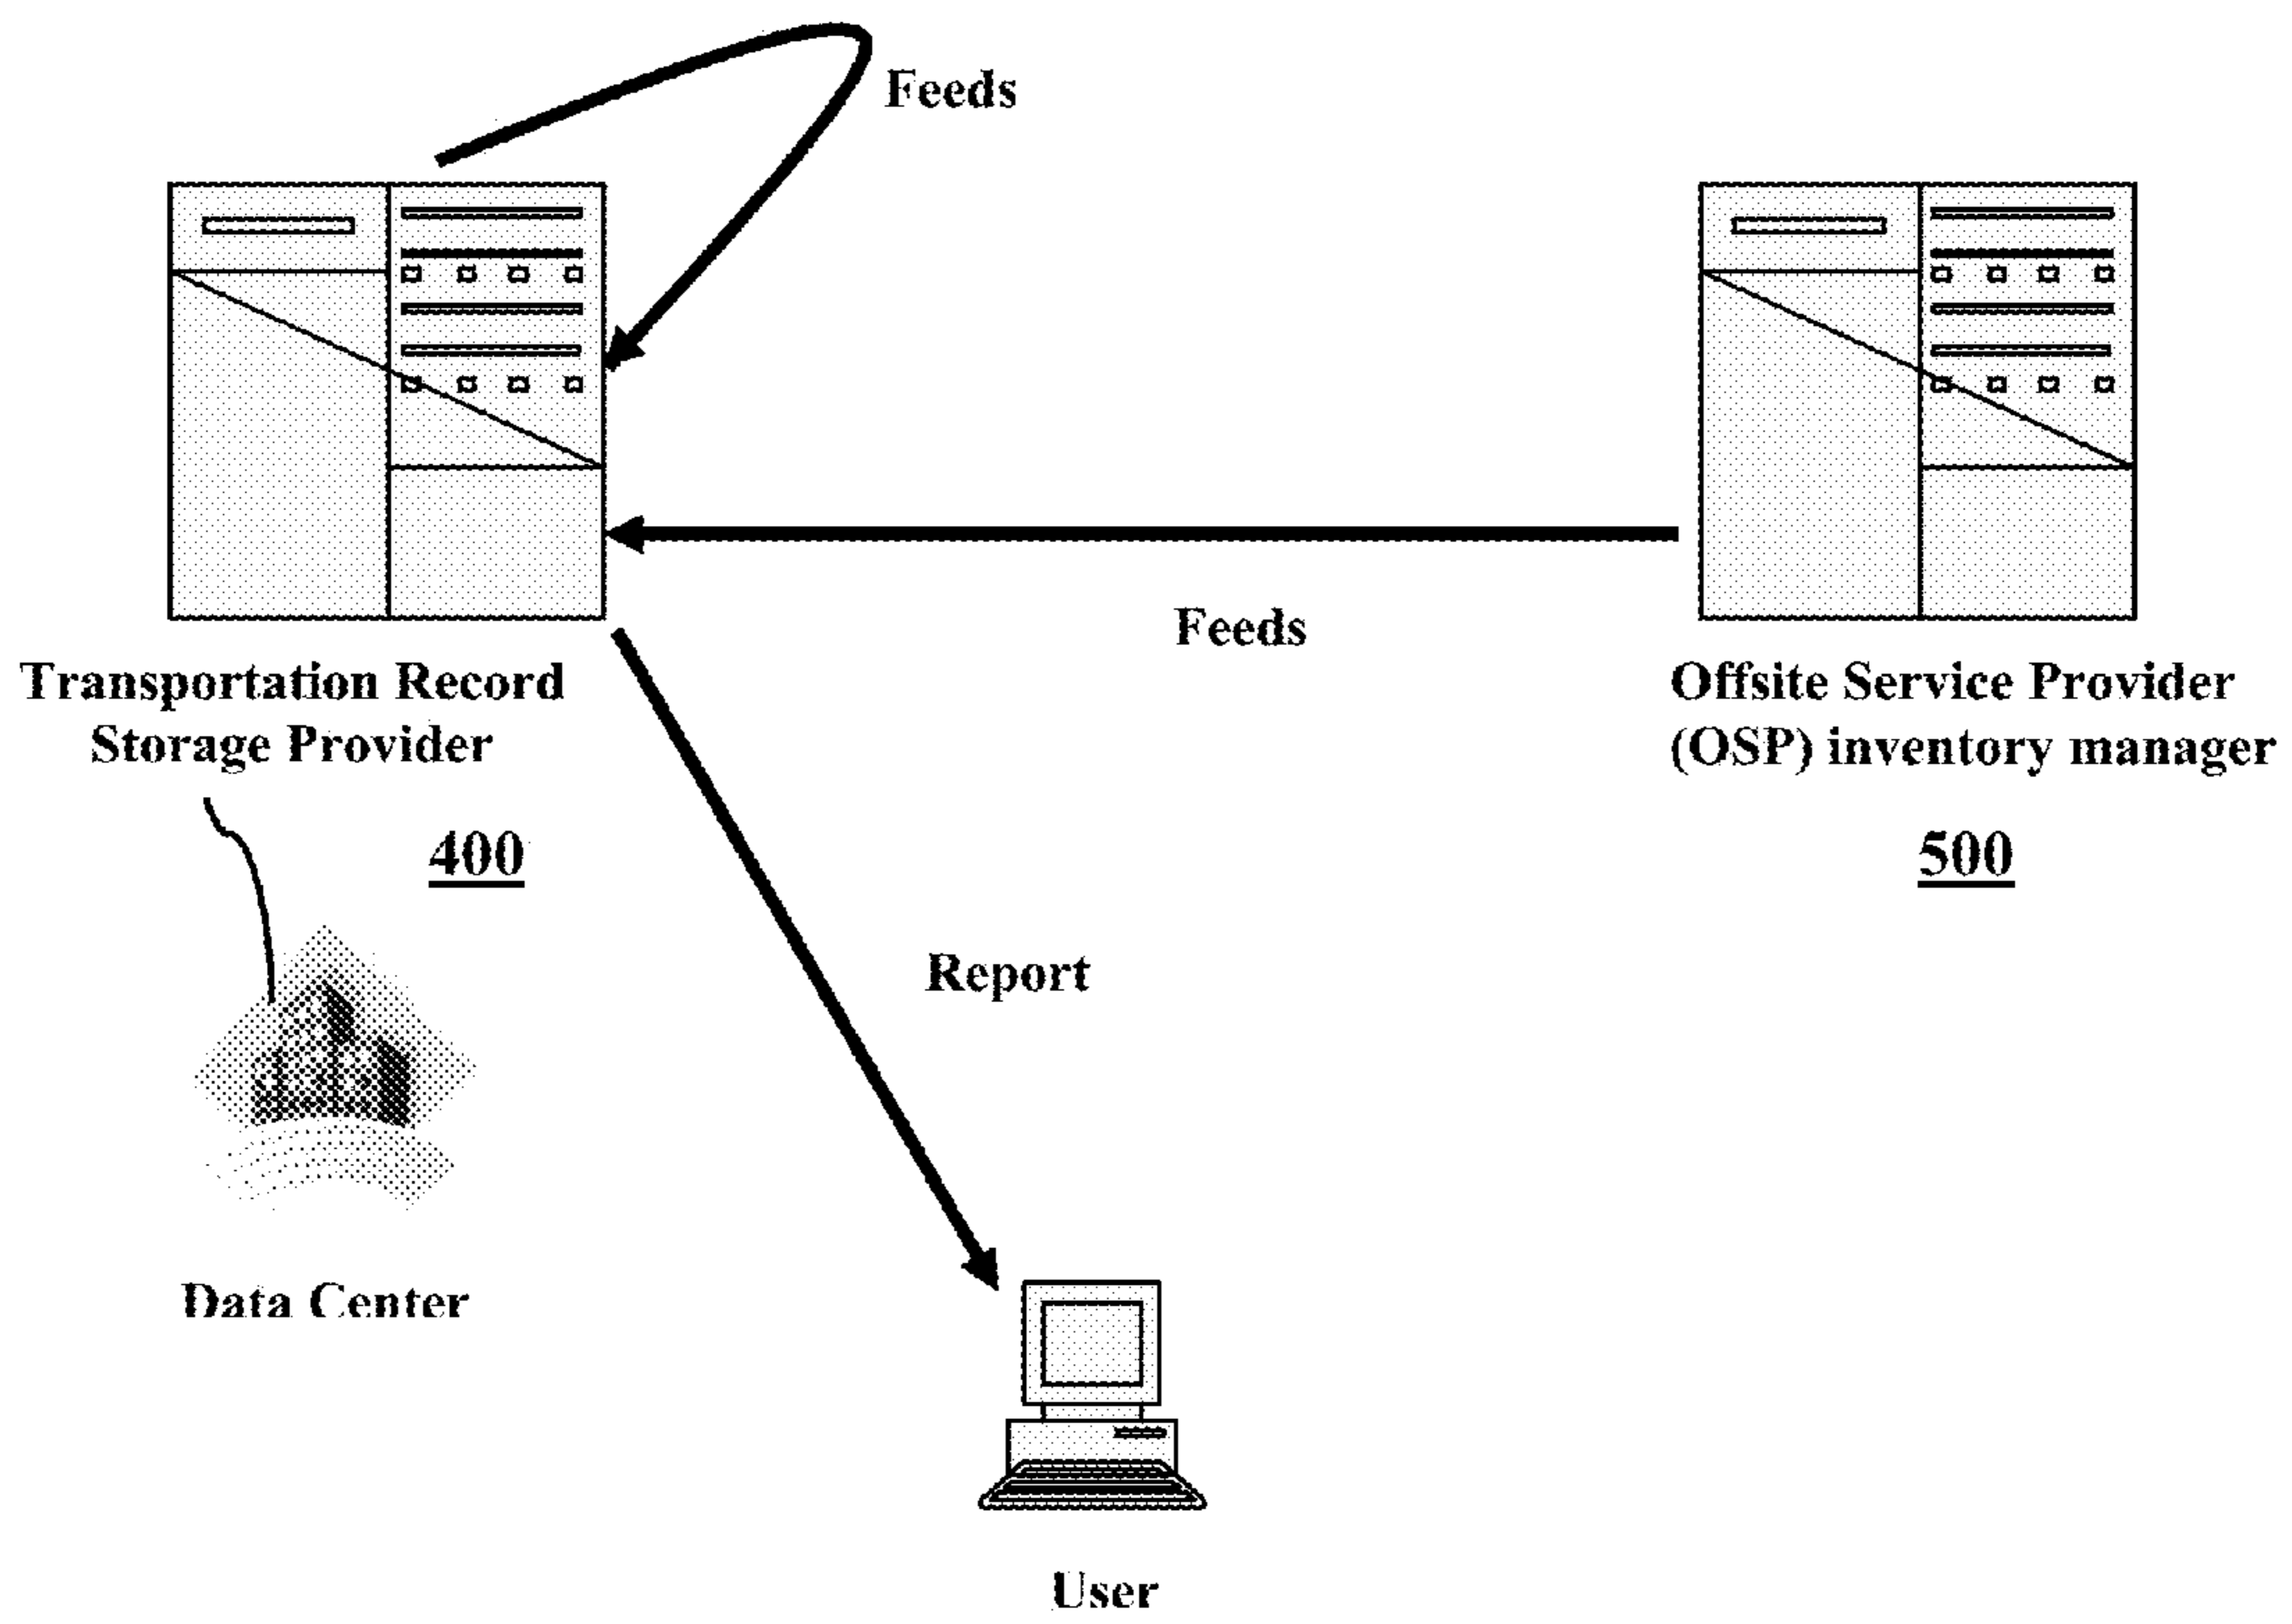 Feeds
Feeds
Transportation Record
Storage Provider
400
Offsite Service Provider
(OSP) inventory manager
500
Report
Data Center
User